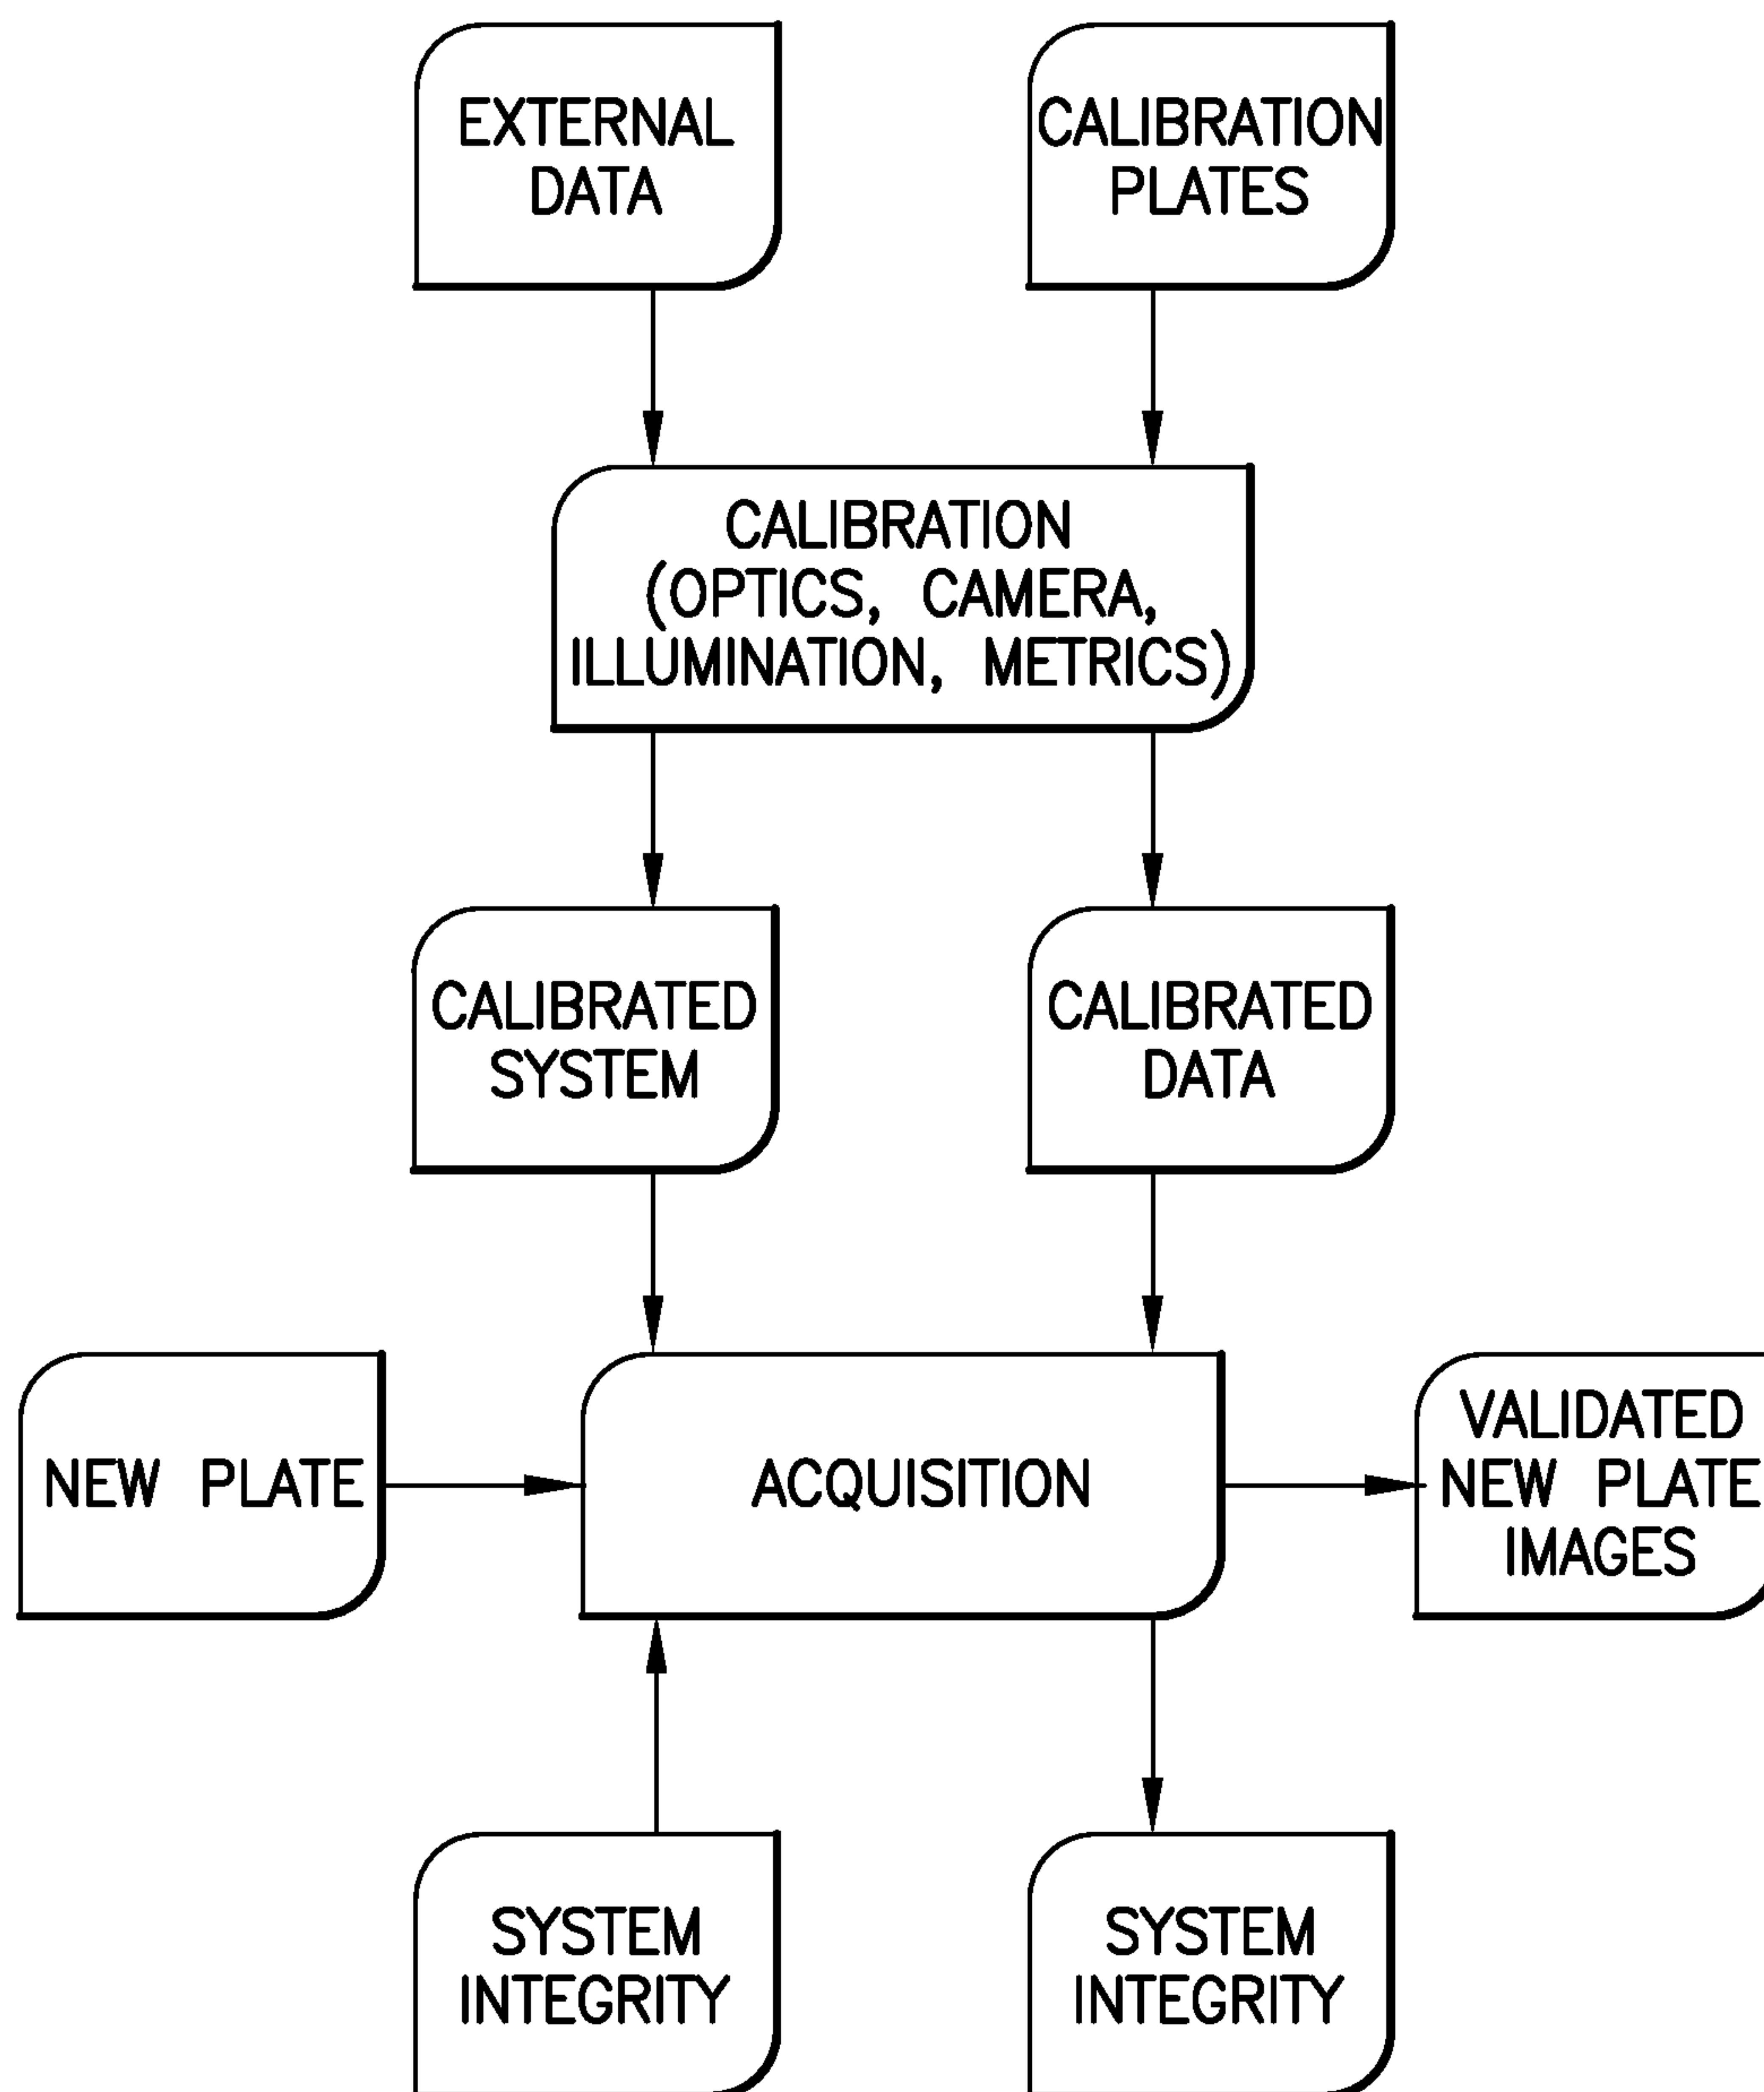 EXTERNAL
DATA
CALIBRATION
PLATES
CALIBRATION
(OPTICS, CAMERA,
ILLUMINATION, METRICS)
CALIBRATED
SYSTEM
CALIBRATED
DATA
NEW PLATE
ACQUISITION
VALIDATED
NEW PLATE
IMAGES
SYSTEM
INTEGRITY
SYSTEM
INTEGRITY